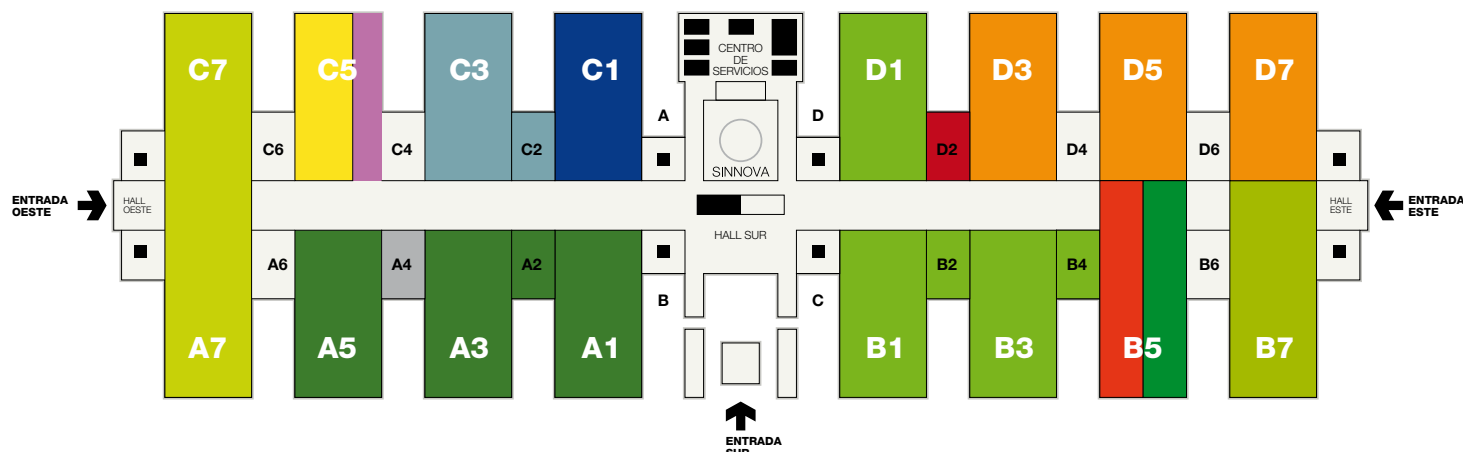 CENTRO
DE
SERVICIOS
C7
C5
C3
C1
D1
D3
D5
D7
A
D
C6
C4
C2
D2
D4
D6
SINNOVA
ENTRADA
OESTE
HALL
OESTE
HALL
ESTE
ENTRADA
ESTE
HALL SUR
A6
A4
A2
B2
B4
B6
B
C
A7
A5
A3
A1
B1
B3
B5
B7
ENTRADA
SUR